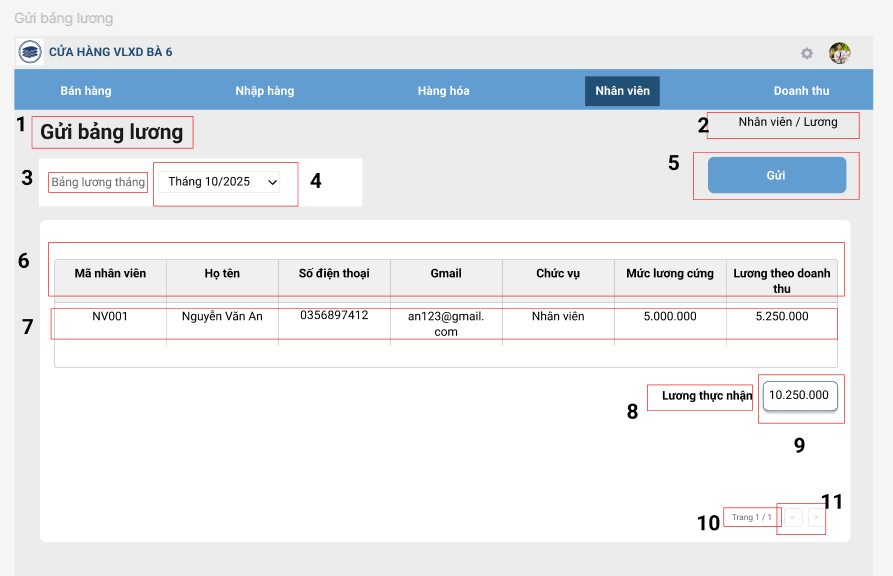 Gửi bảng lương
CỬA HÀNG VLXD BÀ 6
Bán hàng
Nhập hàng
Hàng hóa
Nhân viên
Doanh thu
1
Gửi bảng lương
2
Nhân viên / Lương
3
Bảng lương tháng
Tháng 10/2025
4
5
Gửi
6
Mã nhân viên
Họ tên
Số điện thoại
Gmail
Chức vụ
Mức lương cứng
Lương theo doanh
thu
7
NV001
Nguyễn Văn An
0356897412
an123@gmail.
com
Nhân viên
5.000.000
5.250.000
8
Lương thực nhận
10.250.000
9
10
Trang 1 / 1
<
>
11